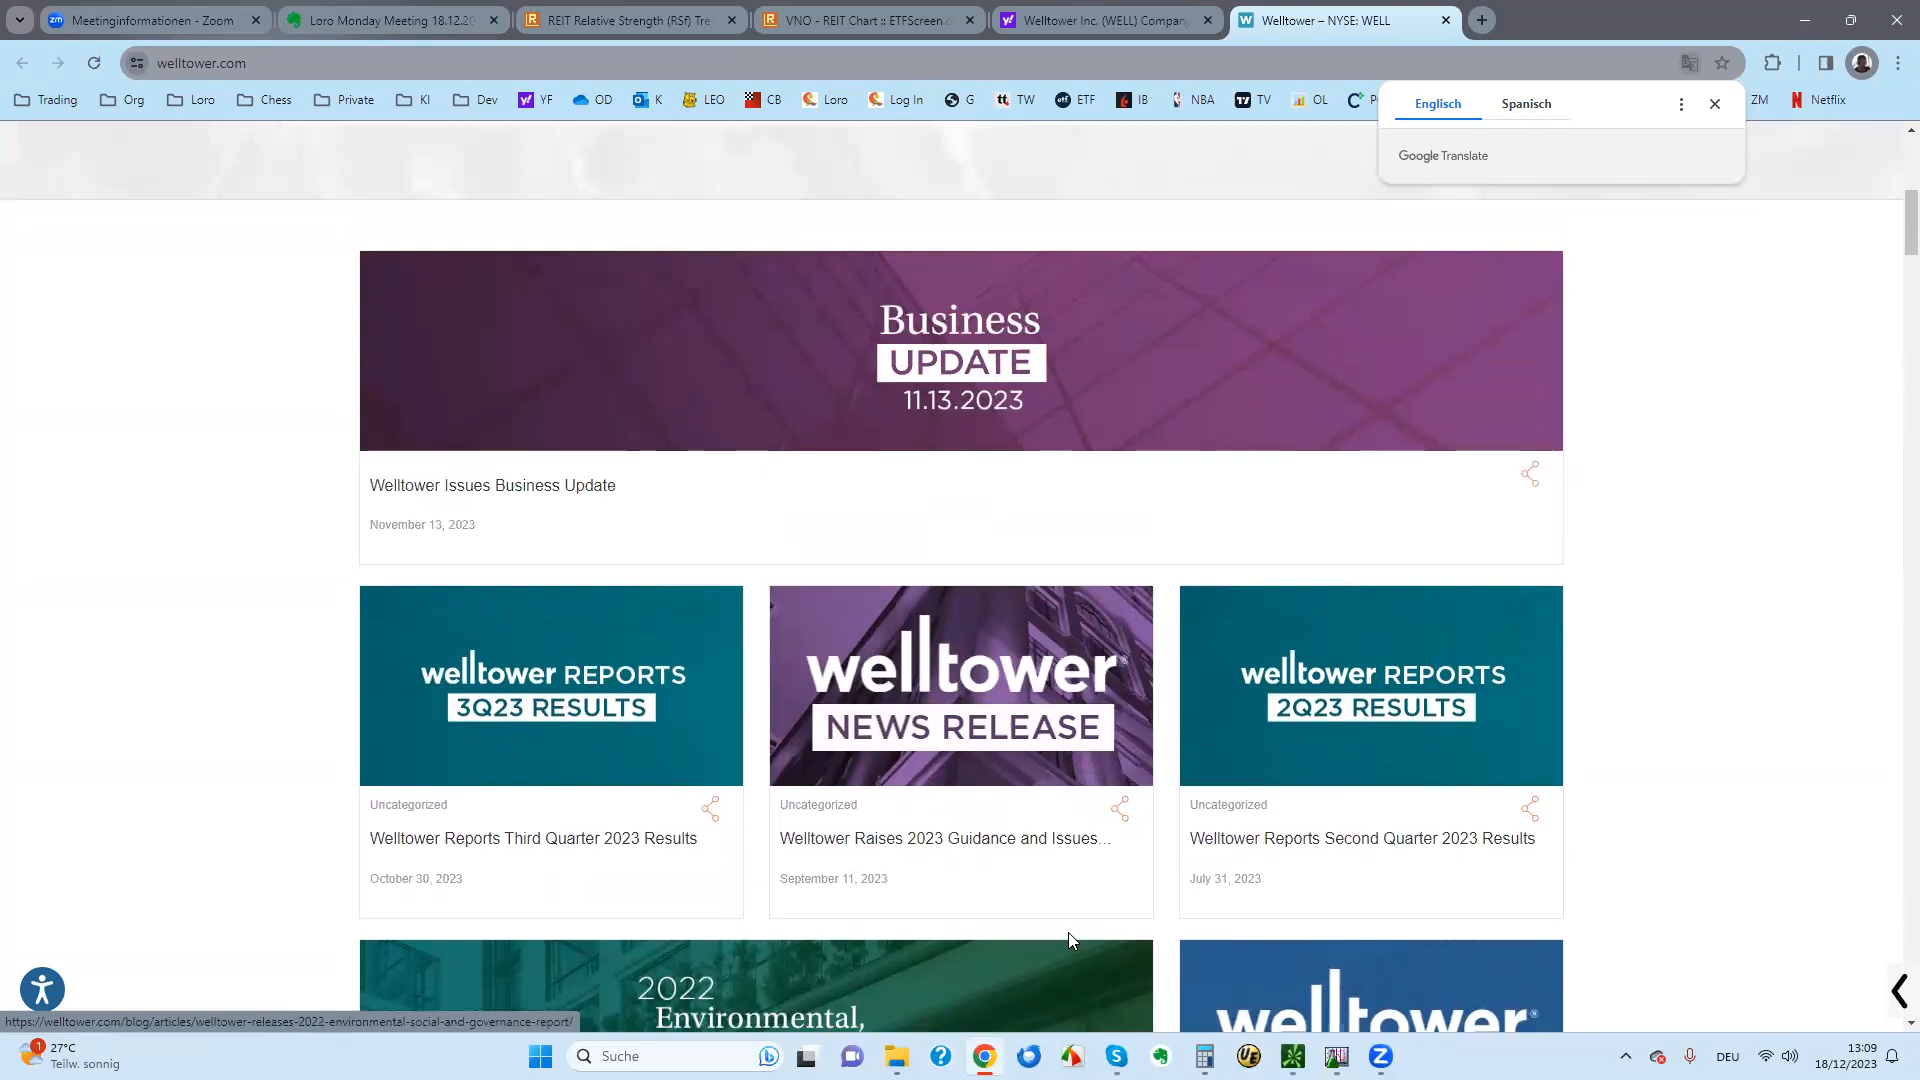 Meetinginformationen - Zoom
Loro Monday Meeting 18.12.20
REIT Relative Strength (RSf) Tre
VNO - REIT Chart :: ETFScreen.c
Welltower Inc. (WELL) Company
Welltower – NYSE: WELL
welltower.com
Trading
Org
Loro
Chess
Private
KI
Dev
YF
OD
K
LEO
CB
Loro
Log In
G
TW
ETF
IB
NBA
TV
OL
ZM
Netflix
Englisch
Spanisch
Google Translate
Business
UPDATE
11.13.2023
Welltower Issues Business Update
November 13, 2023
welltower REPORTS
3Q23 RESULTS
welltower®
NEWS RELEASE
welltower REPORTS
2Q23 RESULTS
Uncategorized
Welltower Reports Third Quarter 2023 Results
October 30, 2023
Uncategorized
Welltower Raises 2023 Guidance and Issues...
September 11, 2023
Uncategorized
Welltower Reports Second Quarter 2023 Results
July 31, 2023
2022
Environmental,
welltower®
https://welltower.com/blog/articles/welltower-releases-2022-environmental-social-and-governance-report/
1
27°C
Teilw. sonnig
Suche
DEU
13:09
18/12/2023